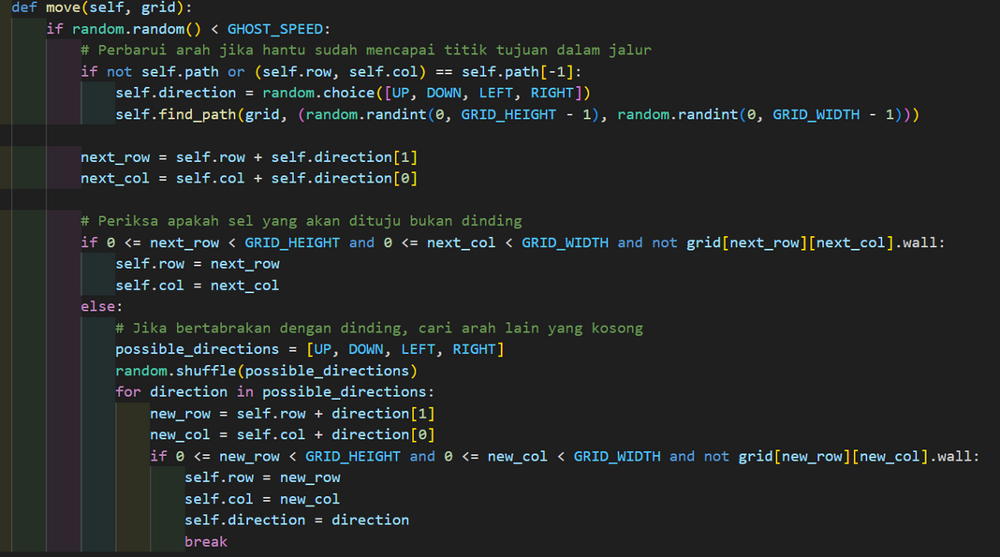 def move(self, grid):
    if random.random() < GHOST_SPEED:
        # Perbarui arah jika hantu sudah mencapai titik tujuan dalam jalur
        if not self.path or (self.row, self.col) == self.path[-1]:
            self.direction = random.choice([UP, DOWN, LEFT, RIGHT])
            self.find_path(grid, (random.randint(0, GRID_HEIGHT - 1), random.randint(0, GRID_WIDTH - 1)))

        next_row = self.row + self.direction[1]
        next_col = self.col + self.direction[0]

        # Periksa apakah sel yang akan dituju bukan dinding
        if 0 <= next_row < GRID_HEIGHT and 0 <= next_col < GRID_WIDTH and not grid[next_row][next_col].wall:
            self.row = next_row
            self.col = next_col
        else:
            # Jika bertabrakan dengan dinding, cari arah lain yang kosong
            possible_directions = [UP, DOWN, LEFT, RIGHT]
            random.shuffle(possible_directions)
            for direction in possible_directions:
                new_row = self.row + direction[1]
                new_col = self.col + direction[0]
                if 0 <= new_row < GRID_HEIGHT and 0 <= new_col < GRID_WIDTH and not grid[new_row][new_col].wall:
                    self.row = new_row
                    self.col = new_col
                    self.direction = direction
                    break